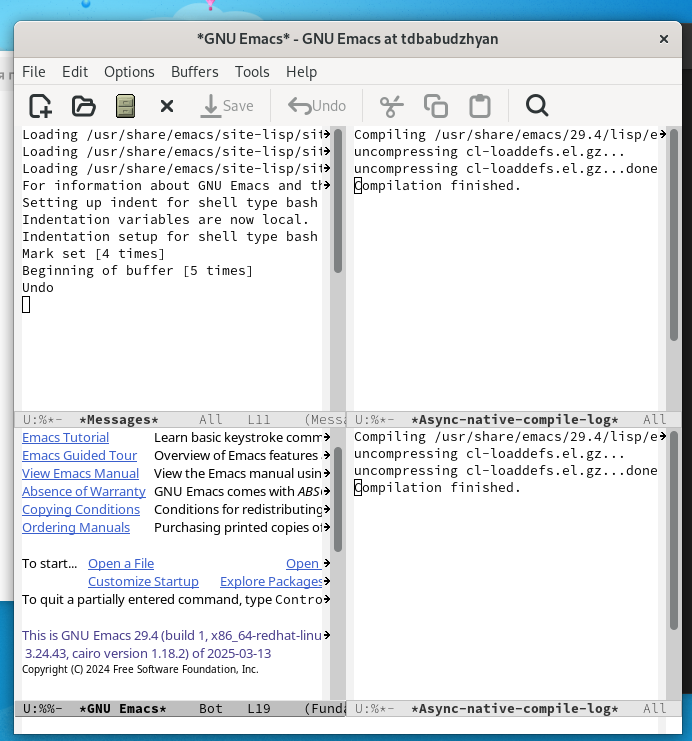 я п
*GNU Emacs* - GNU Emacs at tdbabudzhyan
File Edit Options Buffers Tools Help
Save Undo
Loading /usr/share/emacs/site-lisp/sit
Loading /usr/share/emacs/site-lisp/sit
Loading /usr/share/emacs/site-lisp/sit
For information about GNU Emacs and th
Setting up indent for shell type bash
Indentation variables are now local.
Indentation setup for shell type bash
Mark set [4 times]
Beginning of buffer [5 times]
Undo
U:%*- *Messages* All L11 (Messa
Compiling /usr/share/emacs/29.4/lisp/e
uncompressing cl-loaddefs.el.gz...
uncompressing cl-loaddefs.el.gz...done
Compilation finished.
U:%*- *Async-native-compile-log* All
Emacs Tutorial Learn basic keystroke comm
Emacs Guided Tour Overview of Emacs features
View Emacs Manual View the Emacs manual usin
Absence of Warranty GNU Emacs comes with ABS
Copying Conditions Conditions for redistributing
Ordering Manuals Purchasing printed copies of
To start... Open a File Open
Customize Startup Explore Packages
To quit a partially entered command, type Contro
This is GNU Emacs 29.4 (build 1, x86_64-redhat-linu
3.24.43, cairo version 1.18.2) of 2025-03-13
Copyright (C) 2024 Free Software Foundation, Inc.
U:%%- *GNU Emacs* Bot L19 (Funda
Compiling /usr/share/emacs/29.4/lisp/e
uncompressing cl-loaddefs.el.gz...
uncompressing cl-loaddefs.el.gz...done
Compilation finished.
U:%*- *Async-native-compile-log* All